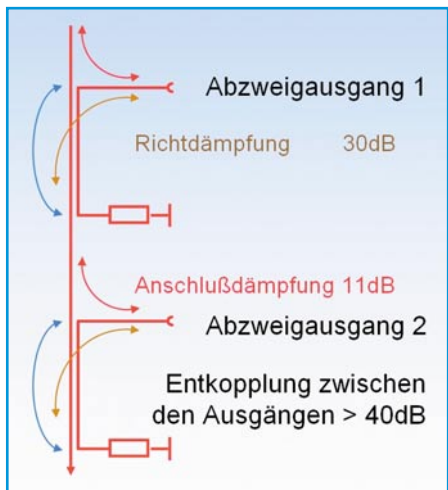 Abzweigausgang 1
Richtdämpfung 30dB
Anschlußdämpfung 11dB
Abzweigausgang 2
Entkopplung zwischen
den Ausgängen > 40dB